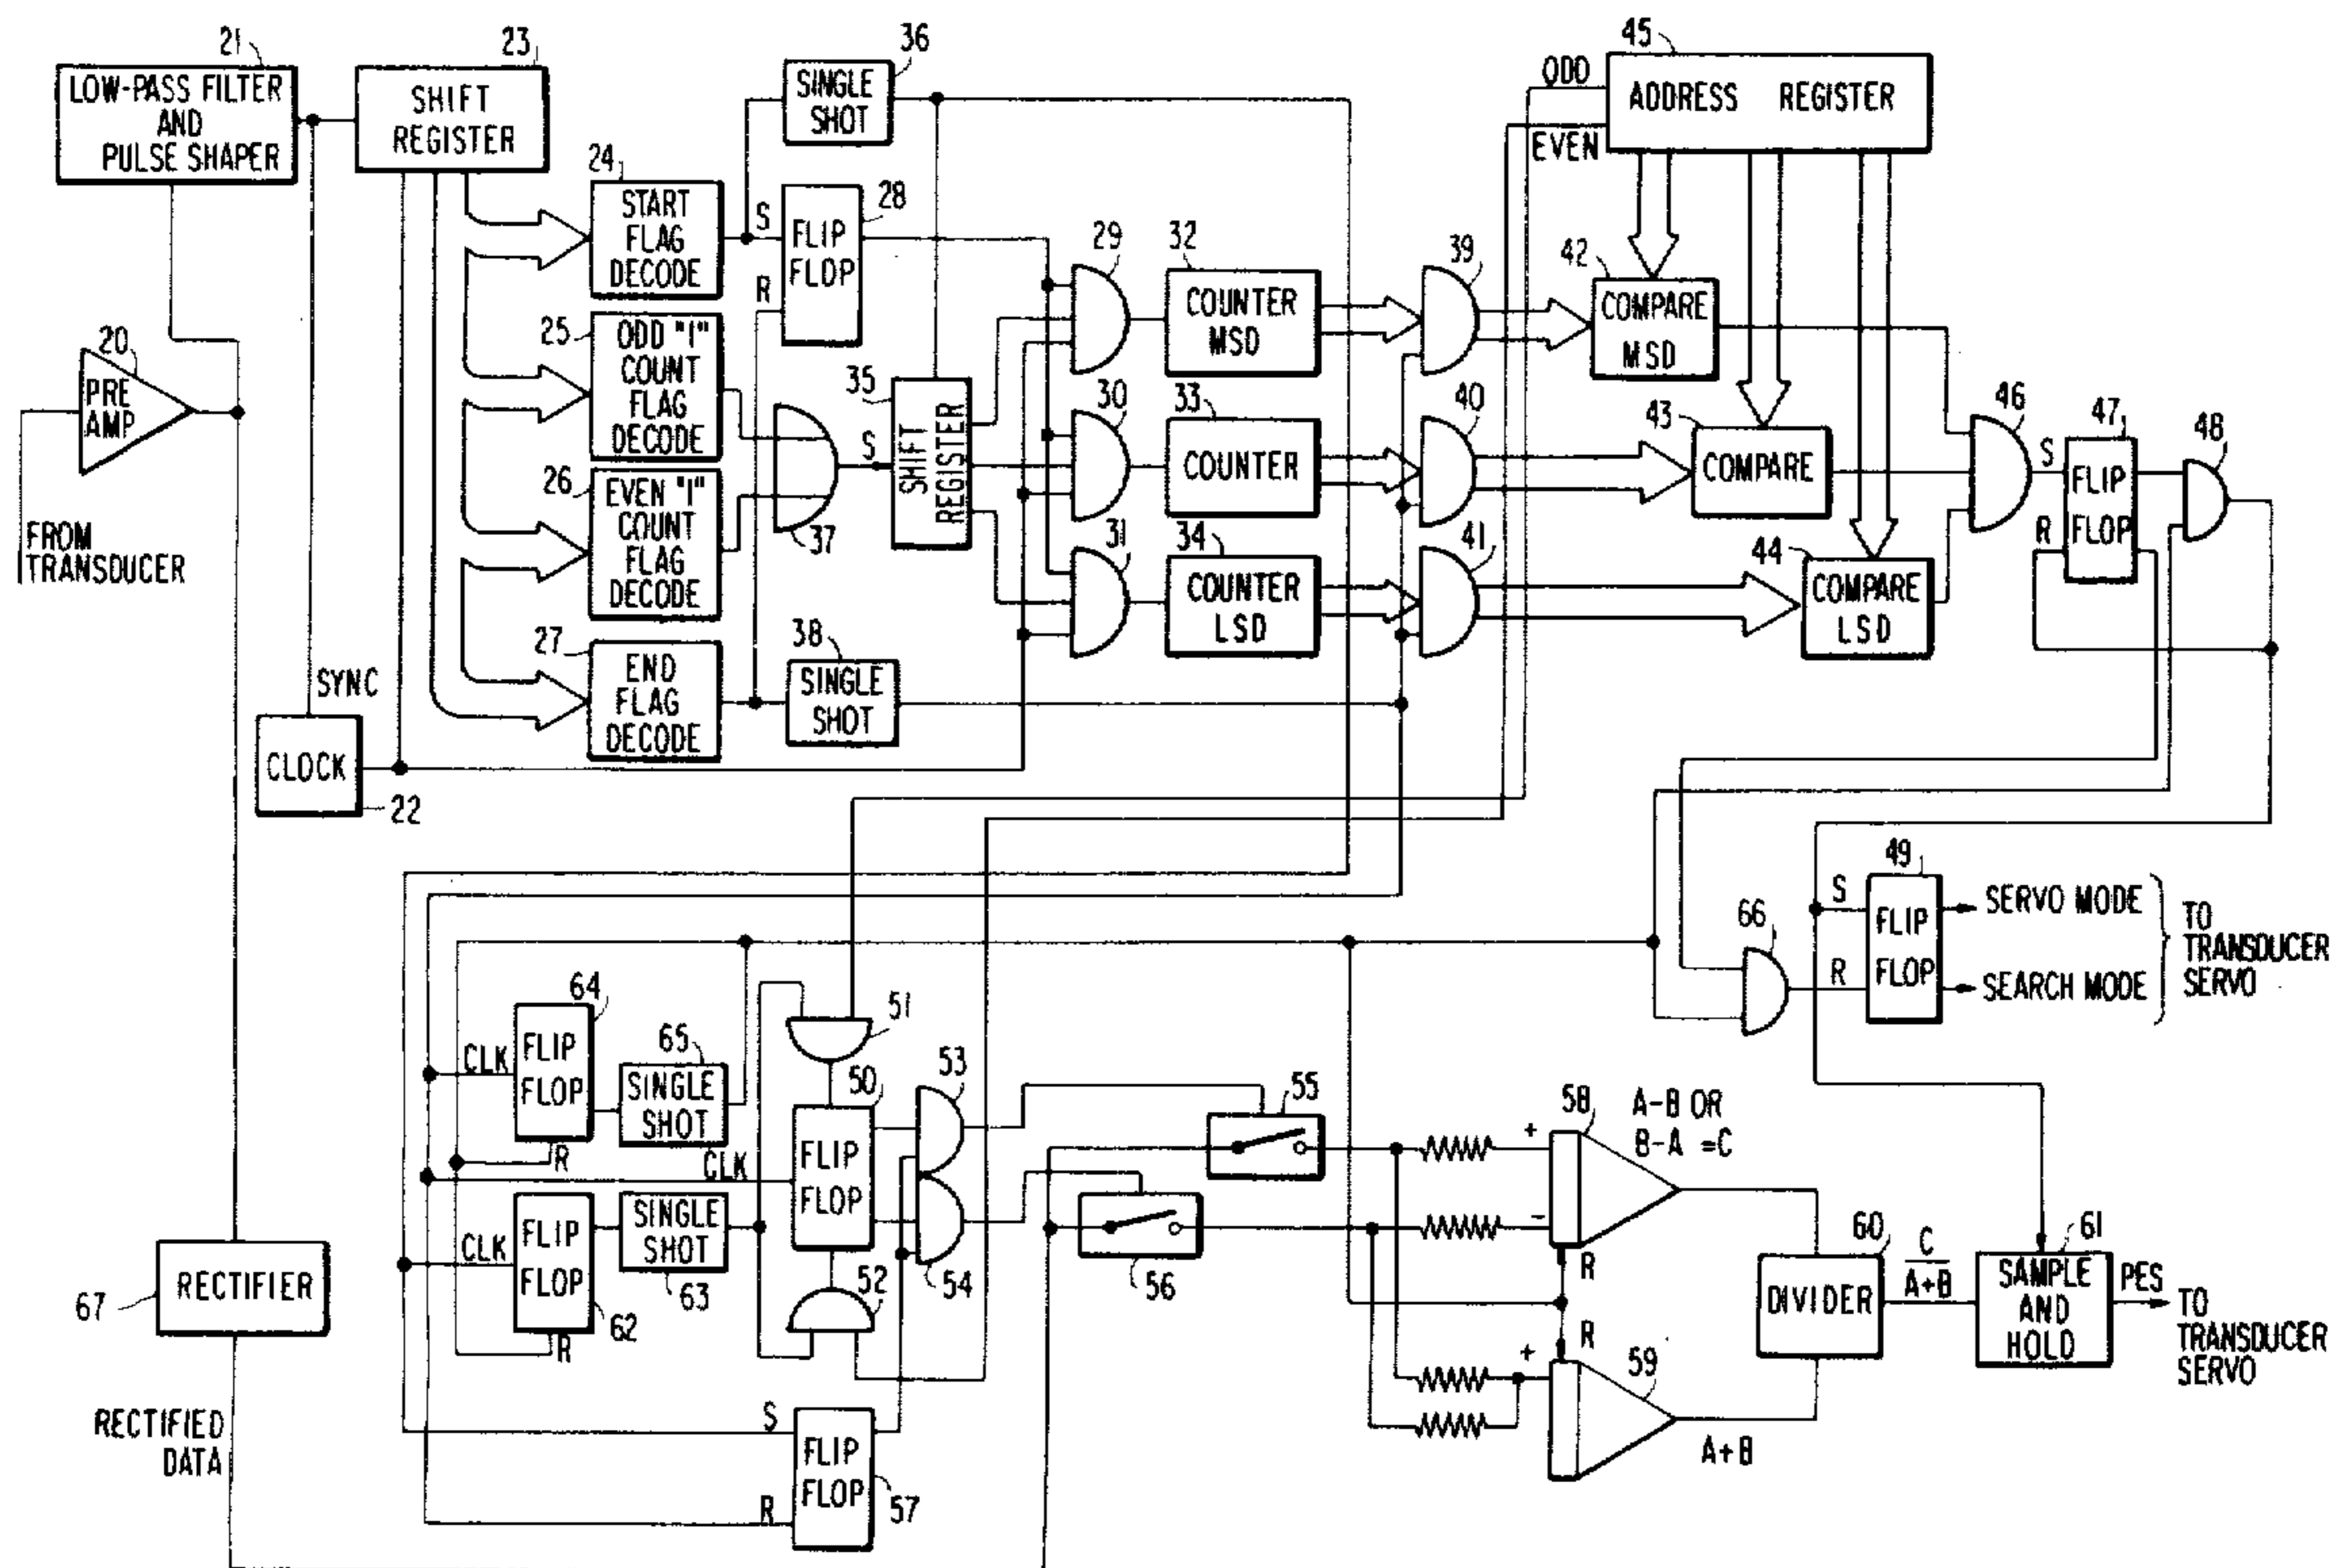 21
LOW-PASS FILTER
AND
PULSE SHAPER
23
SHIFT
REGISTER
36
SINGLE
SHOT
45
ODD
EVEN
ADDRESS REGISTER
24
START
FLAG
DECODE
S
R
28
FLIP
FLOP
20
PRE
AMP
FROM
TRANSDUCER
25
ODD "1"
COUNT
FLAG
DECODE
26
EVEN "1"
COUNT
FLAG
DECODE
37
27
END
FLAG
DECODE
38
SINGLE
SHOT
S
35
SHIFT
REGISTER
29
30
31
32
COUNTER
MSD
33
COUNTER
34
COUNTER
LSD
39
40
41
42
COMPARE
MSD
43
COMPARE
44
COMPARE
LSD
46
S
R
47
FLIP
FLOP
48
SYNC
CLOCK
22
49
S
R
FLIP
FLOP
SERVO MODE
SEARCH MODE
TO
TRANSDUCER
SERVO
66
64
CLK
FLIP
FLOP
R
65
SINGLE
SHOT
51
CLK
50
FLIP
FLOP
53
54
52
CLK
FLIP
FLOP
62
R
SINGLE
SHOT
63
55
56
+
-
58
A-B OR
B-A =C
R
R
+
59
A+B
60
DIVIDER
C
A+B
61
SAMPLE
AND
HOLD
PES
TO
TRANSDUCER
SERVO
67
RECTIFIER
RECTIFIED
DATA
S
R
FLIP
FLOP
57